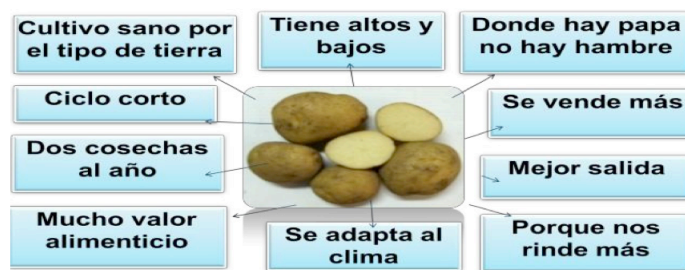 Cultivo sano por
el tipo de tierra
Tiene altos y
bajos
Donde hay papa
no hay hambre
Ciclo corto
Se vende más
Dos cosechas
al año
Mejor salida
Mucho valor
alimenticio
Se adapta al
clima
Porque nos
rinde más